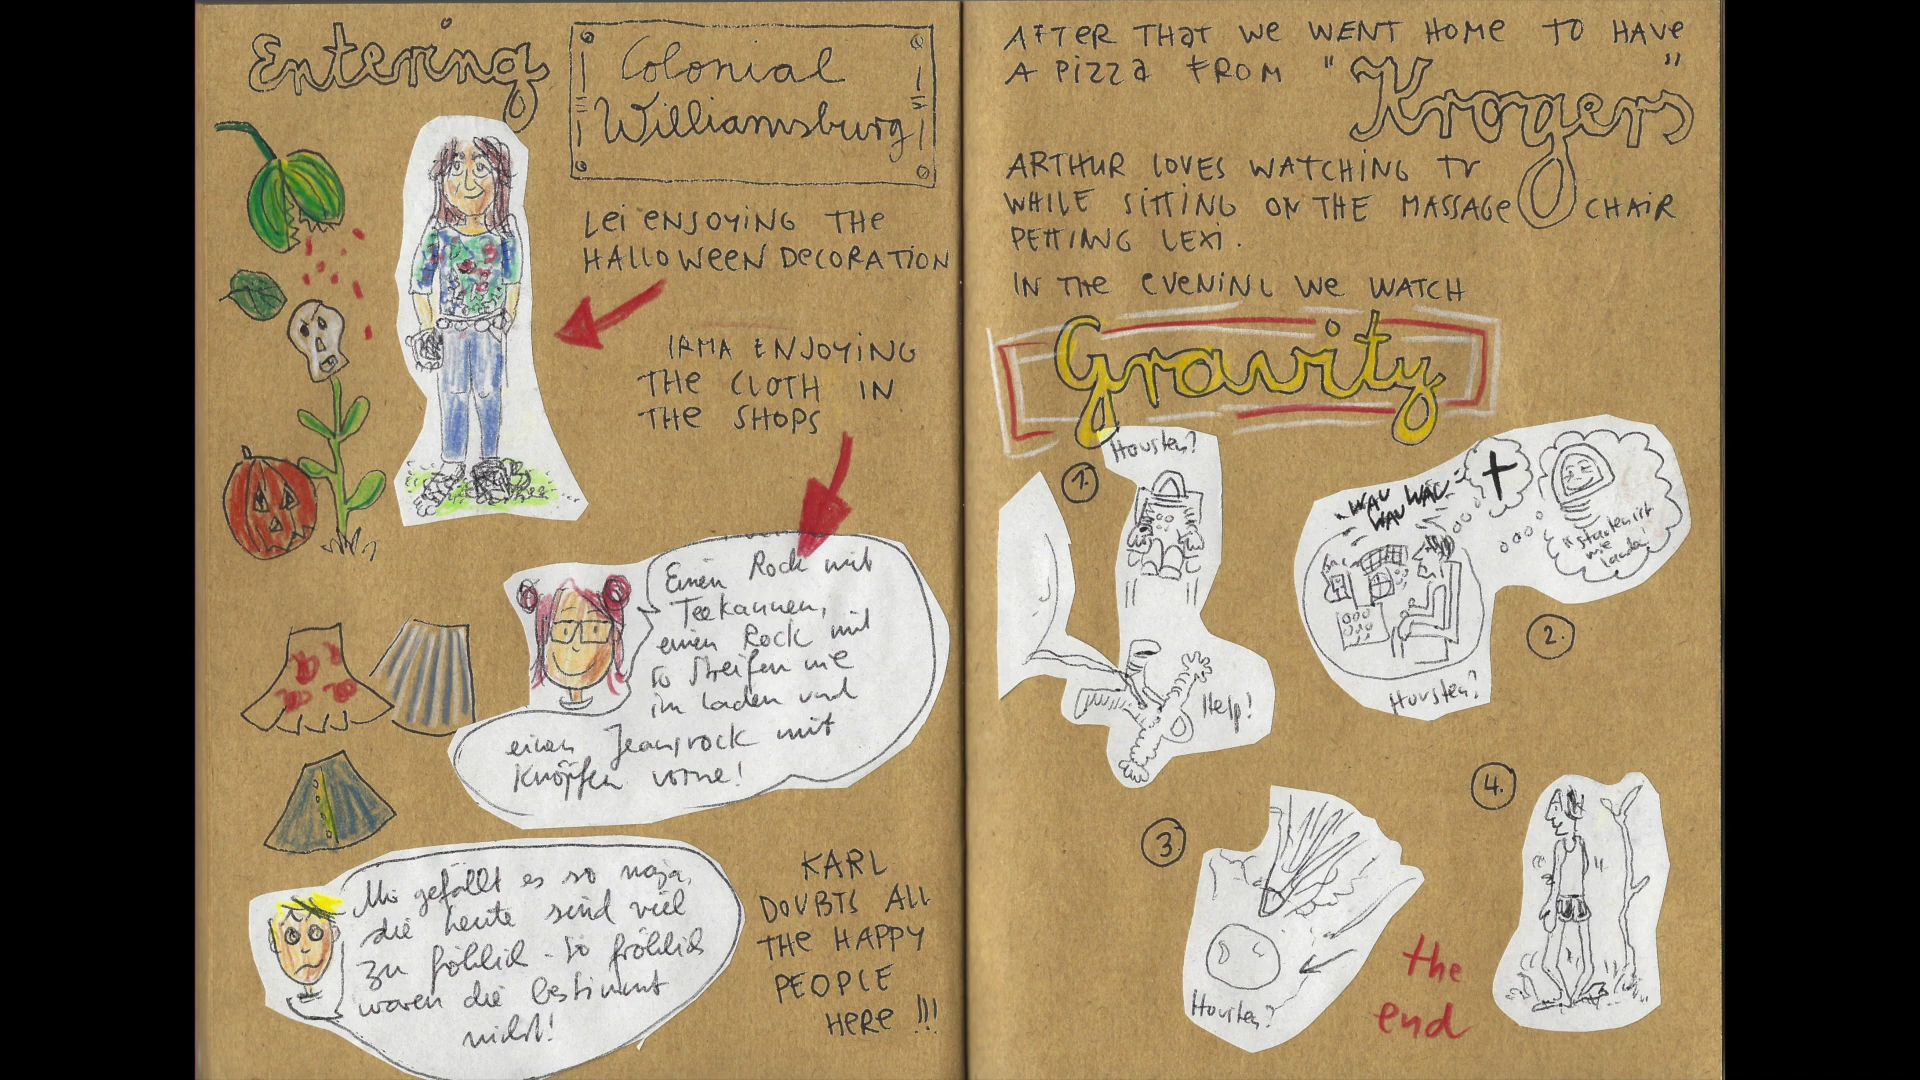 Entering
Colonial
Williamsburg
Lei enjoying the
Halloween decoration
Irma enjoying
the cloth in
the shops
Einen Rock mit
Teekannen,
einen Rock mit
so Streifen wie
im Laden und
einen Jeansrock mit
Knöpfen vorne!
Mir gefällt es so naja,
die heute sind viel
zu fröhlich. So fröhlich
waren die bestimmt
nicht!
Karl
doubts all
the happy
people
here !!!
After that we went home to have
a pizza from "Krogers"
Arthur loves watching TV
while sitting on the massage chair
petting Lexi.
In the evening we watch
Gravity
1.
Housten?
Help!
2.
WAU WAU
WAU WAU
Housten?
3.
Housten?
4.
the
end